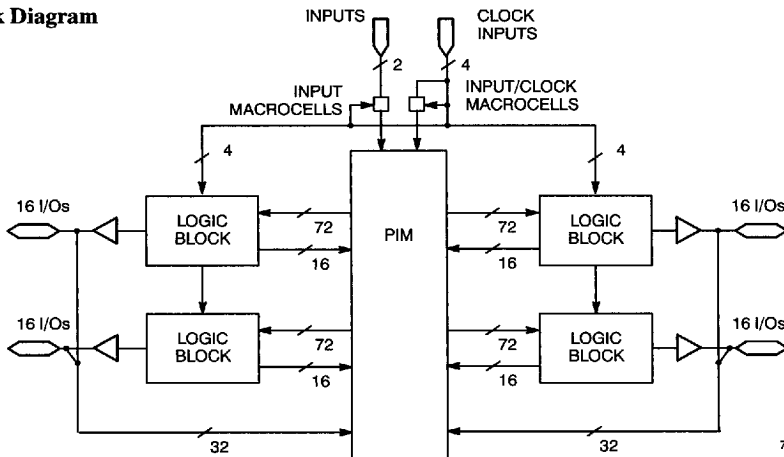 k Diagram
INPUTS
CLOCK
INPUTS
2
4
INPUT
MACROCELLS
INPUT/CLOCK
MACROCELLS
4
4
16 I/Os
LOGIC
BLOCK
72
16
PIM
72
16
LOGIC
BLOCK
16 I/Os
16 I/Os
LOGIC
BLOCK
72
16
72
16
LOGIC
BLOCK
16 I/Os
32
32
7